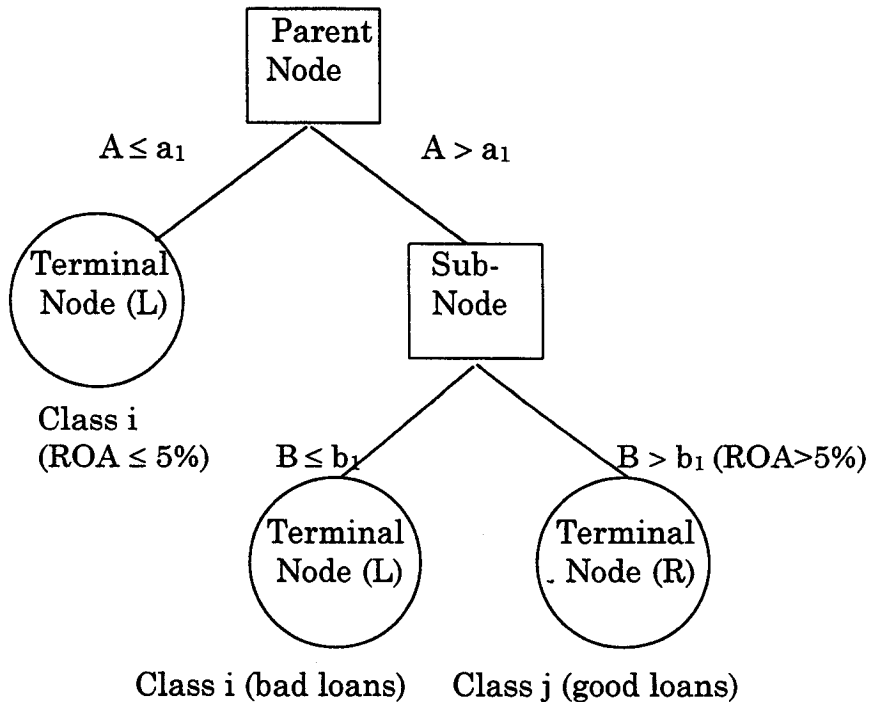 Parent
Node
A ≤ a₁
A > a₁
Terminal
Node (L)
Sub-
Node
Class i
(ROA ≤ 5%)
B ≤ b₁
B > b₁ (ROA>5%)
Terminal
Node (L)
Terminal
Node (R)
Class i (bad loans)
Class j (good loans)